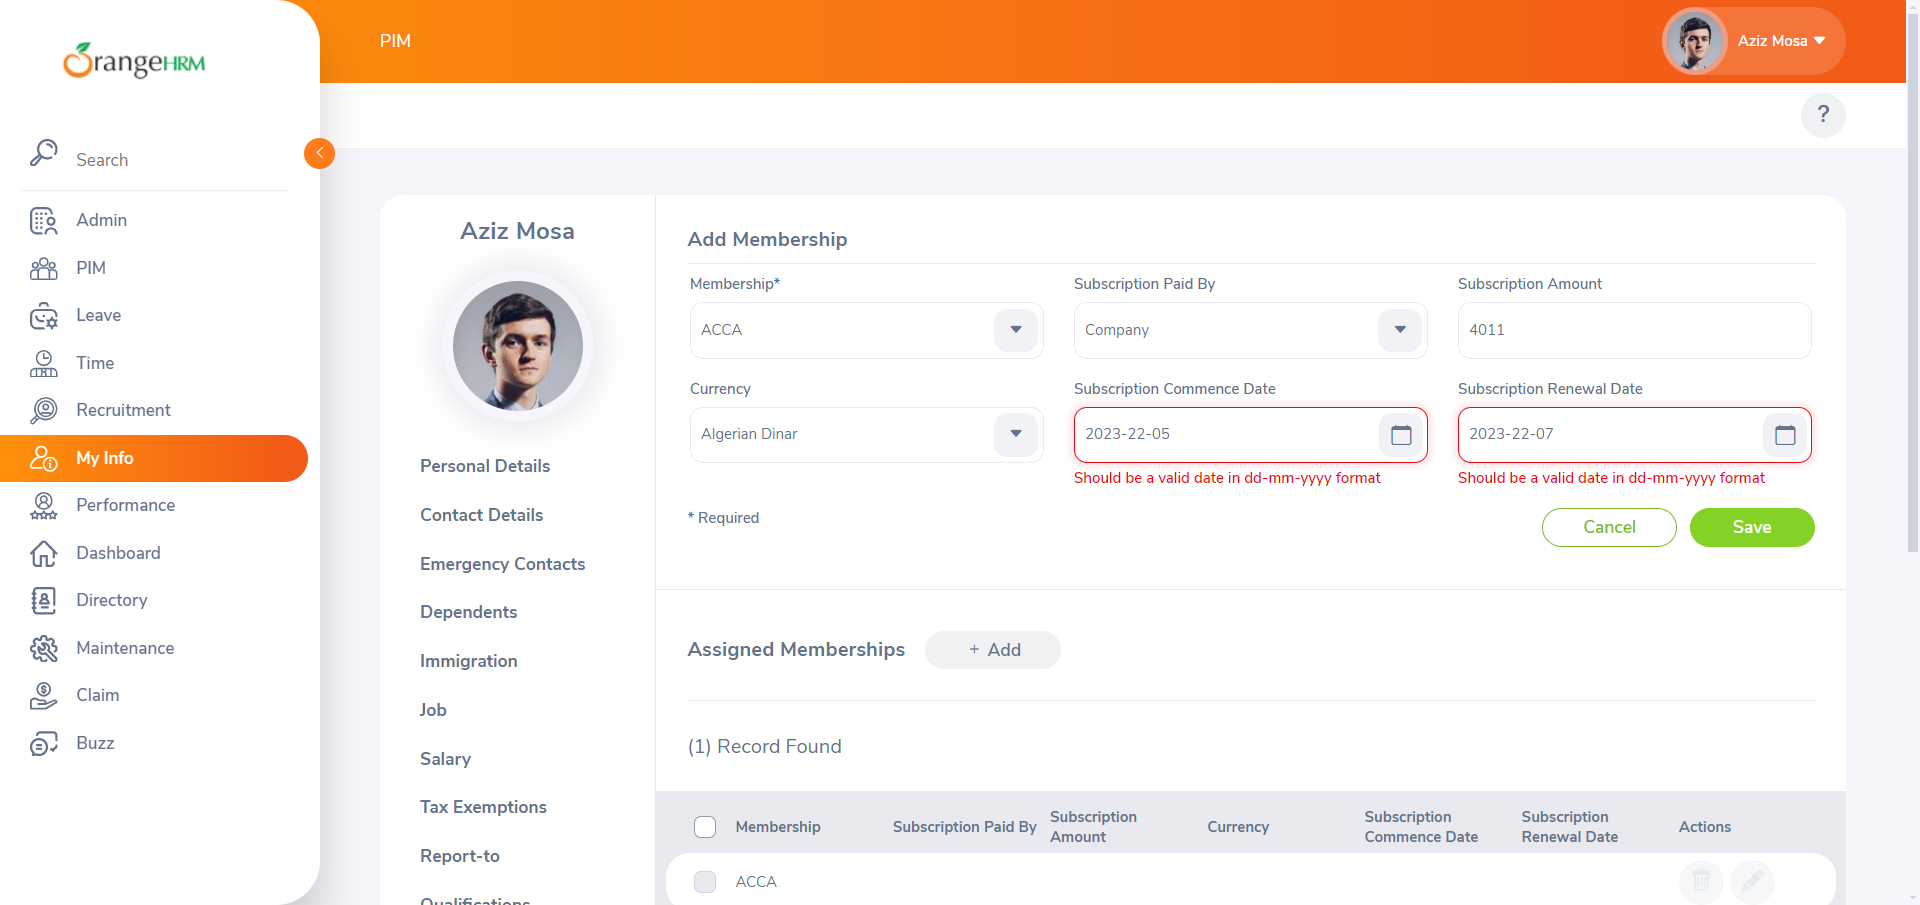 OrangeHRM
PIM
Aziz Mosa
?
Search
Admin
PIM
Leave
Time
Recruitment
My Info
Performance
Dashboard
Directory
Maintenance
Claim
Buzz
Aziz Mosa
Personal Details
Contact Details
Emergency Contacts
Dependents
Immigration
Job
Salary
Tax Exemptions
Report-to
Qualifications
Add Membership
Membership* Subscription Paid By Subscription Amount
ACCA Company 4011
Currency Subscription Commence Date Subscription Renewal Date
Algerian Dinar 2023-22-05 2023-22-07
Should be a valid date in dd-mm-yyyy format Should be a valid date in dd-mm-yyyy format
* Required
Cancel Save
Assigned Memberships + Add
(1) Record Found
Membership Subscription Paid By Subscription Amount Currency Subscription Commence Date Subscription Renewal Date Actions
ACCA